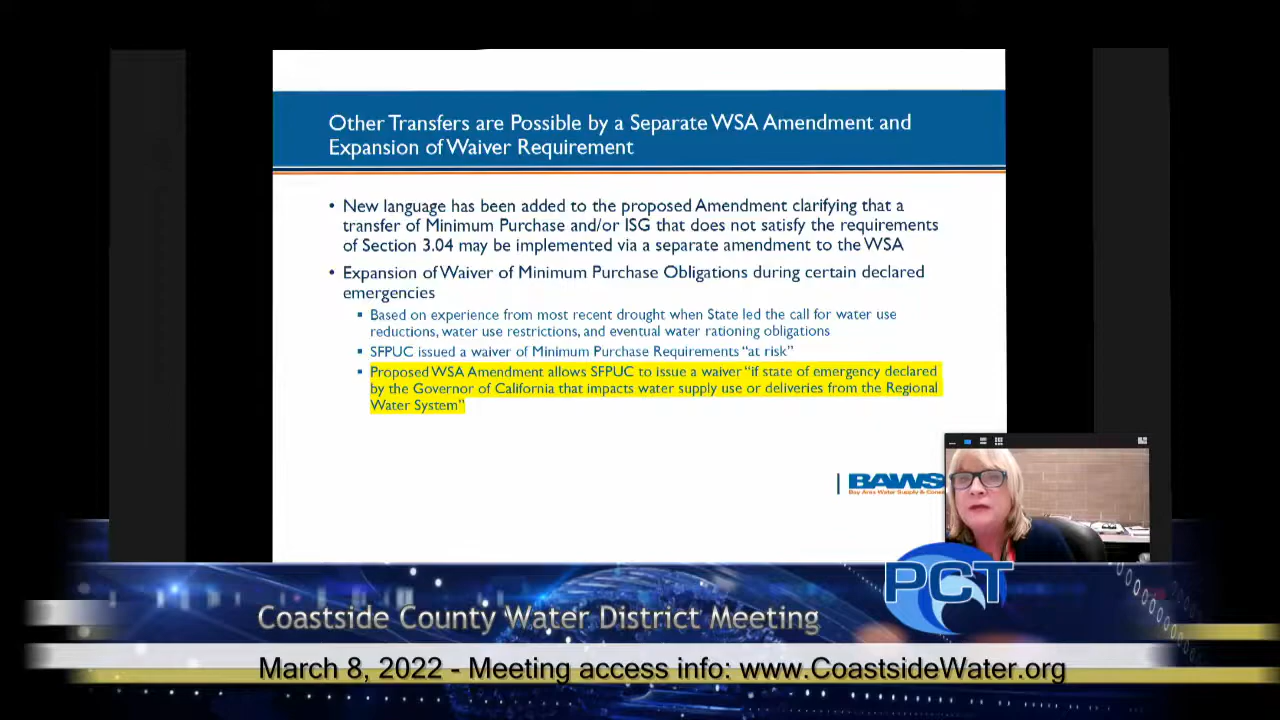 Other Transfers are Possible by a Separate WSA Amendment and
Expansion of Waiver Requirement
• New language has been added to the proposed Amendment clarifying that a
transfer of Minimum Purchase and/or ISG that does not satisfy the requirements
of Section 3.04 may be implemented via a separate amendment to the WSA
• Expansion of Waiver of Minimum Purchase Obligations during certain declared
emergencies
▪ Based on experience from most recent drought when State led the call for water use
reductions, water use restrictions, and eventual water rationing obligations
▪ SFPUC issued a waiver of Minimum Purchase Requirements “at risk”
▪ Proposed WSA Amendment allows SFPUC to issue a waiver “if state of emergency declared
by the Governor of California that impacts water supply use or deliveries from the Regional
Water System”
BAWS
Bay Area Water Supply & Cons
PCT
Coastside County Water District Meeting
March 8, 2022 - Meeting access info: www.CoastsideWater.org